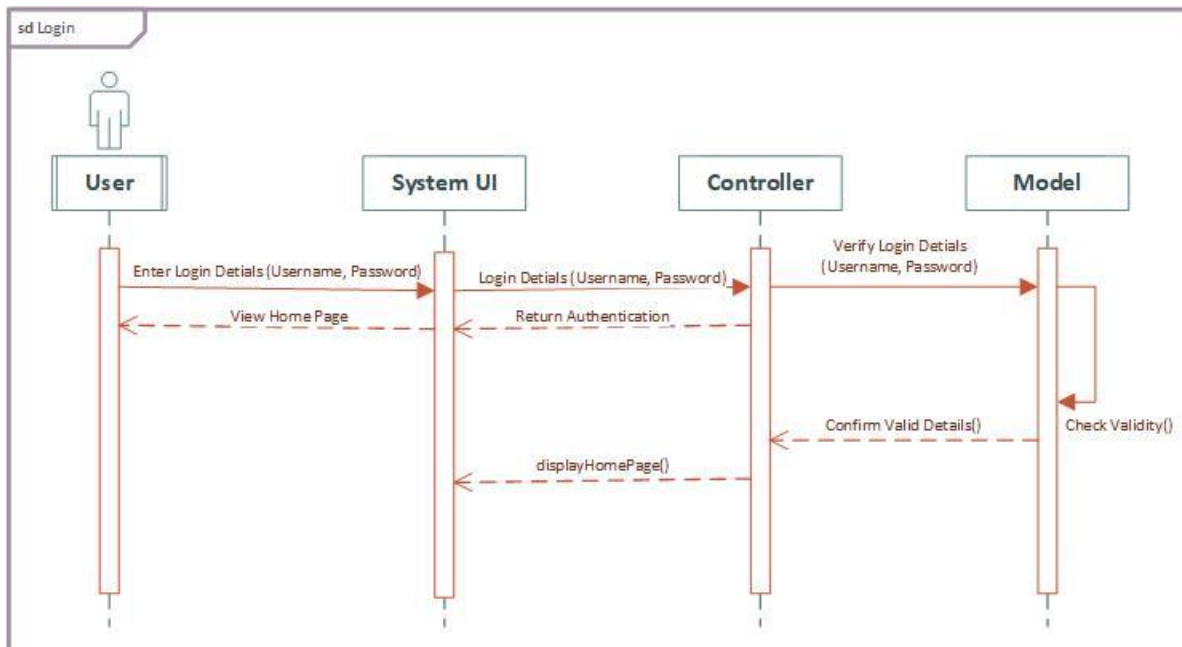 sd Login
User
System UI
Controller
Model
Enter Login Detials (Username, Password)
Login Detials (Username, Password)
Verify Login Detials
(Username, Password)
View Home Page
Return Authentication
Check Validity()
Confirm Valid Details()
displayHomePage()